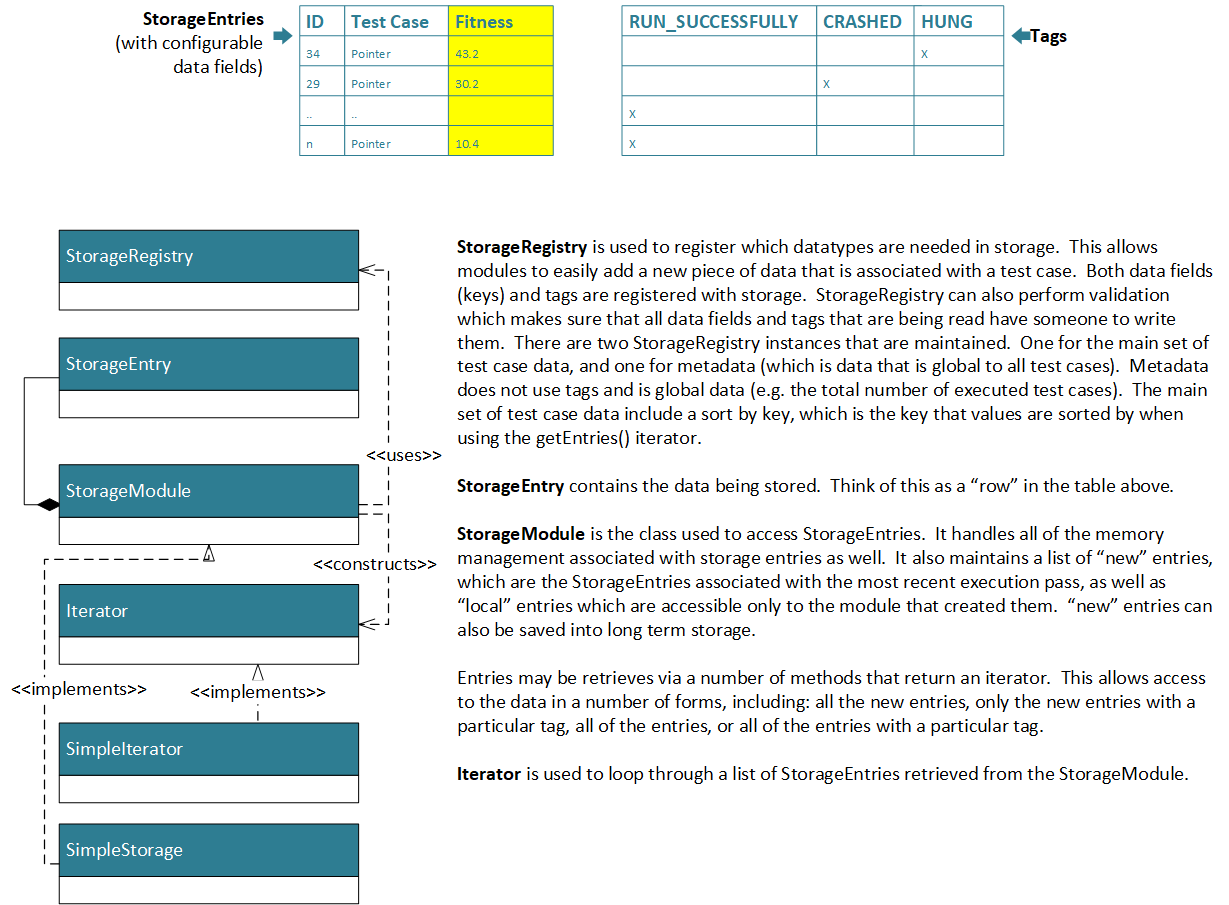 StorageEntries
(with configurable
data fields)
ID Test Case Fitness
34 Pointer 43.2
29 Pointer 30.2
.. ..
n Pointer 10.4
RUN_SUCCESSFULLY CRASHED HUNG
X
X
X
X
Tags
StorageRegistry
StorageEntry
<<uses>>
StorageModule
<<constructs>>
Iterator
<<implements>> <<implements>>
SimpleIterator
SimpleStorage
StorageRegistry is used to register which datatypes are needed in storage. This allows
modules to easily add a new piece of data that is associated with a test case. Both data fields
(keys) and tags are registered with storage. StorageRegistry can also perform validation
which makes sure that all data fields and tags that are being read have someone to write
them. There are two StorageRegistry instances that are maintained. One for the main set of
test case data, and one for metadata (which is data that is global to all test cases). Metadata
does not use tags and is global data (e.g. the total number of executed test cases). The main
set of test case data include a sort by key, which is the key that values are sorted by when
using the getEntries() iterator.
StorageEntry contains the data being stored. Think of this as a “row” in the table above.
StorageModule is the class used to access StorageEntries. It handles all of the memory
management associated with storage entries as well. It also maintains a list of “new” entries,
which are the StorageEntries associated with the most recent execution pass, as well as
“local” entries which are accessible only to the module that created them. “new” entries can
also be saved into long term storage.
Entries may be retrieves via a number of methods that return an iterator. This allows access
to the data in a number of forms, including: all the new entries, only the new entries with a
particular tag, all of the entries, or all of the entries with a particular tag.
Iterator is used to loop through a list of StorageEntries retrieved from the StorageModule.